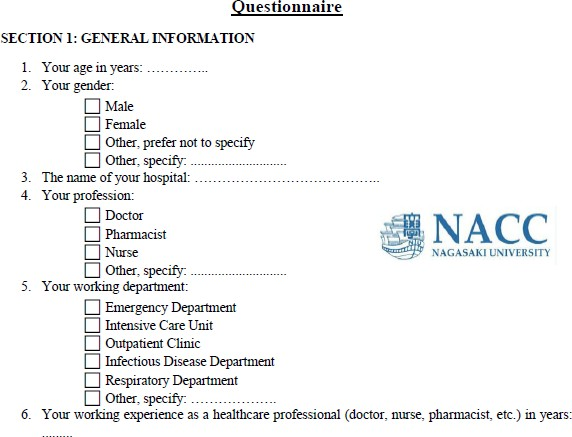 Questionnaire
SECTION 1: GENERAL INFORMATION
1. Your age in years: …………..
2. Your gender:
Male
Female
Other, prefer not to specify
Other, specify: ..............................
3. The name of your hospital: …………………………………..
4. Your profession:
Doctor
Pharmacist
Nurse
Other, specify: ..............................
NACC
NAGASAKI UNIVERSITY
5. Your working department:
Emergency Department
Intensive Care Unit
Outpatient Clinic
Infectious Disease Department
Respiratory Department
Other, specify: ……………….
6. Your working experience as a healthcare professional (doctor, nurse, pharmacist, etc.) in years:
.........